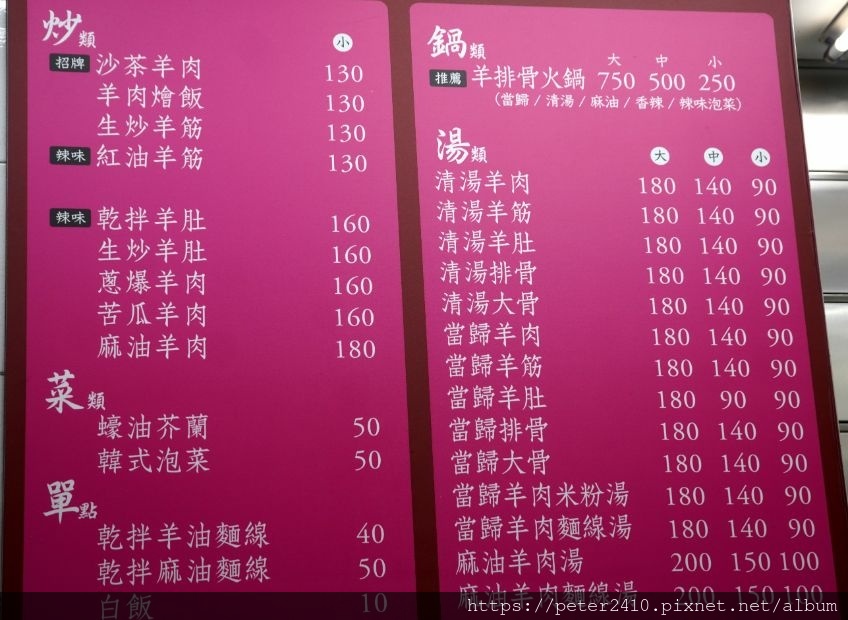 炒類 小
招牌 沙茶羊肉 130
羊肉燴飯 130
生炒羊筋 130
辣味 紅油羊筋 130
辣味 乾拌羊肚 160
生炒羊肚 160
蔥爆羊肉 160
苦瓜羊肉 160
麻油羊肉 180
菜類
蠔油芥蘭 50
韓式泡菜 50
單點
乾拌羊油麵線 40
乾拌麻油麵線 50
白飯 10
鍋類 大 中 小
推薦 羊排骨火鍋 750 500 250
(當歸/清湯/麻油/香辣/辣味泡菜)
湯類 大 中 小
清湯羊肉 180 140 90
清湯羊筋 180 140 90
清湯羊肚 180 140 90
清湯排骨 180 140 90
清湯大骨 180 140 90
當歸羊肉 180 140 90
當歸羊筋 180 140 90
當歸羊肚 180 90 90
當歸排骨 180 140 90
當歸大骨 180 140 90
當歸羊肉米粉湯 180 140 90
當歸羊肉麵線湯 180 140 90
麻油羊肉湯 200 150 100
麻油羊肉麵線湯 200 150 100
https://peter2410.pixnet.net/album